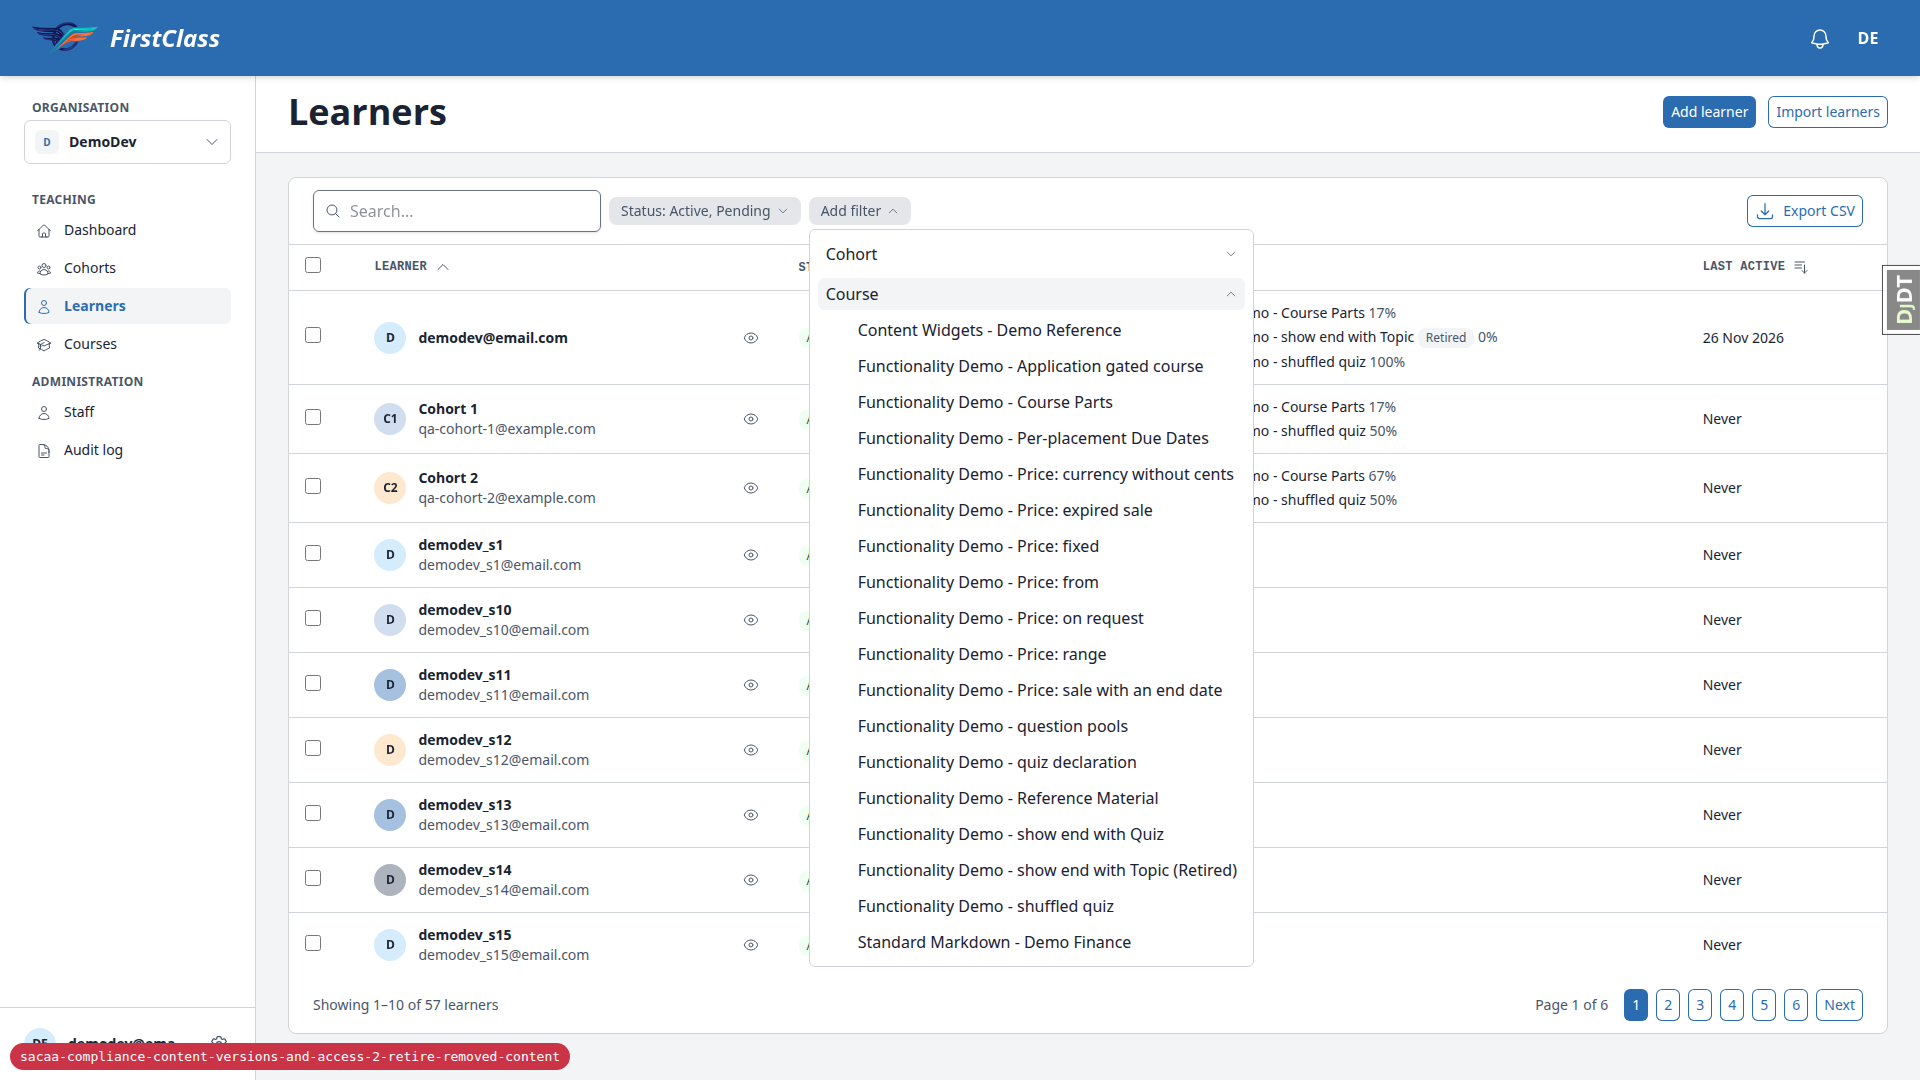 FirstClass
DE
ORGANISATION
D DemoDev
TEACHING
Dashboard
Cohorts
Learners
Courses
ADMINISTRATION
Staff
Audit log
Learners
Add learner
Import learners
Search...
Status: Active, Pending
Add filter
Export CSV
LEARNER
LAST ACTIVE
Cohort
Course
Content Widgets - Demo Reference
Functionality Demo - Application gated course
Functionality Demo - Course Parts
Functionality Demo - Per-placement Due Dates
Functionality Demo - Price: currency without cents
Functionality Demo - Price: expired sale
Functionality Demo - Price: fixed
Functionality Demo - Price: from
Functionality Demo - Price: on request
Functionality Demo - Price: range
Functionality Demo - Price: sale with an end date
Functionality Demo - question pools
Functionality Demo - quiz declaration
Functionality Demo - Reference Material
Functionality Demo - show end with Quiz
Functionality Demo - show end with Topic (Retired)
Functionality Demo - shuffled quiz
Standard Markdown - Demo Finance
D demodev@email.com
mo - Course Parts 17%
mo - show end with Topic Retired 0%
mo - shuffled quiz 100%
26 Nov 2026
C1 Cohort 1
qa-cohort-1@example.com
mo - Course Parts 17%
mo - shuffled quiz 50%
Never
C2 Cohort 2
qa-cohort-2@example.com
mo - Course Parts 67%
mo - shuffled quiz 50%
Never
D demodev_s1
demodev_s1@email.com
Never
D demodev_s10
demodev_s10@email.com
Never
D demodev_s11
demodev_s11@email.com
Never
D demodev_s12
demodev_s12@email.com
Never
D demodev_s13
demodev_s13@email.com
Never
D demodev_s14
demodev_s14@email.com
Never
D demodev_s15
demodev_s15@email.com
Never
Showing 1–10 of 57 learners
Page 1 of 6
1 2 3 4 5 6 Next
DJDT
sacaa-compliance-content-versions-and-access-2-retire-removed-content